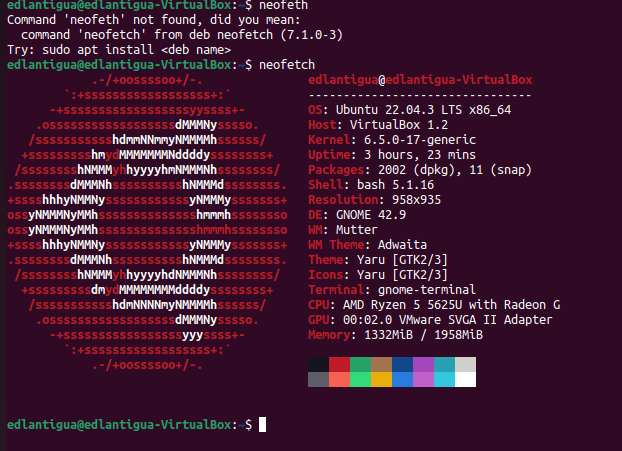 edlantigua@edlantigua-VirtualBox:~$ neofeth
Command 'neofeth' not found, did you mean:
  command 'neofetch' from deb neofetch (7.1.0-3)
Try: sudo apt install <deb name>
edlantigua@edlantigua-VirtualBox:~$ neofetch
            .-/+oossssoo+/-.               edlantigua@edlantigua-VirtualBox
        `:+ssssssssssssssssss+:`           --------------------------------
      -+ssssssssssssssssssyyssss+-         OS: Ubuntu 22.04.3 LTS x86_64
    .ossssssssssssssssssdMMMNysssso.       Host: VirtualBox 1.2
   /ssssssssssshdmmNNmmyNMMMMhssssss/      Kernel: 6.5.0-17-generic
  +ssssssssshmydMMMMMMMNddddyssssssss+     Uptime: 3 hours, 23 mins
 /sssssssshNMMMyhhyyyyhmNMMMNhssssssss/    Packages: 2002 (dpkg), 11 (snap)
.ssssssssdMMMNhsssssssssshNMMMdssssssss.   Shell: bash 5.1.16
+sssshhhyNMMNyssssssssssssyNMMMysssssss+   Resolution: 958x935
ossyNMMMNyMMhsssssssssssssshmmmhssssssso   DE: GNOME 42.9
ossyNMMMNyMMhsssssssssssssshmmmhssssssso   WM: Mutter
+sssshhhyNMMNyssssssssssssyNMMMysssssss+   WM Theme: Adwaita
.ssssssssdMMMNhsssssssssshNMMMdssssssss.   Theme: Yaru [GTK2/3]
 /sssssssshNMMMyhhyyyyhdNMMMNhssssssss/    Icons: Yaru [GTK2/3]
  +sssssssssdmydMMMMMMMMddddyssssssss+     Terminal: gnome-terminal
   /ssssssssssshdmNNNNmyNMMMMhssssss/      CPU: AMD Ryzen 5 5625U with Radeon G
    .ossssssssssssssssssdMMMNysssso.       GPU: 00:02.0 VMware SVGA II Adapter
      -+sssssssssssssssssyyyssss+-         Memory: 1332MiB / 1958MiB
        `:+ssssssssssssssssss+:`
            .-/+oossssoo+/-.
edlantigua@edlantigua-VirtualBox:~$